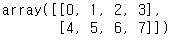 array([[0, 1, 2, 3],
       [4, 5, 6, 7]])